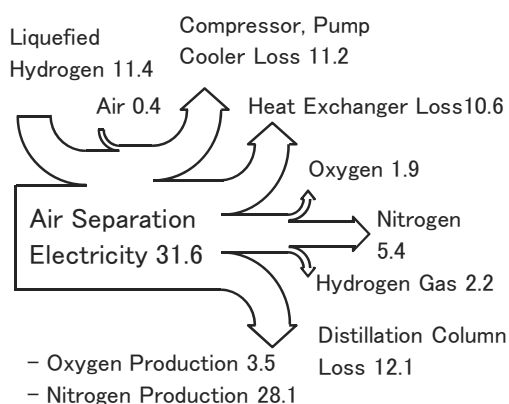 Liquefied
Hydrogen 11.4
Compressor, Pump
Cooler Loss 11.2
Air 0.4
Heat Exchanger Loss10.6
Oxygen 1.9
Air Separation
Electricity 31.6
Nitrogen
5.4
Hydrogen Gas 2.2
Distillation Column
Loss 12.1
- Oxygen Production 3.5
- Nitrogen Production 28.1